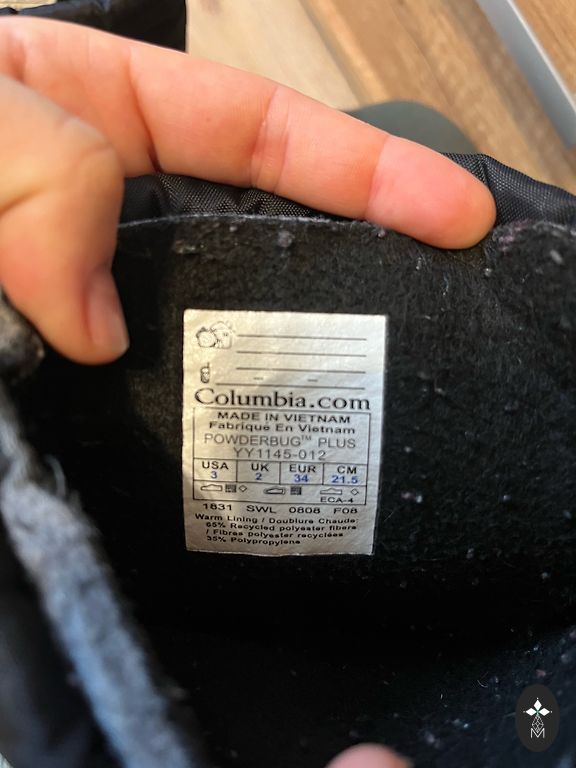 Columbia.com
MADE IN VIETNAM
Fabriqué En Vietnam
POWDERBUG™ PLUS
YY1145-012
USA UK EUR CM
3 2 34 21.5
ECA-4
1831 SWL 0808 F08
Warm Lining / Doublure Chaude:
65% Recycled polyester fibers
/ Fibres polyester recyclées
35% Polypropylene
M